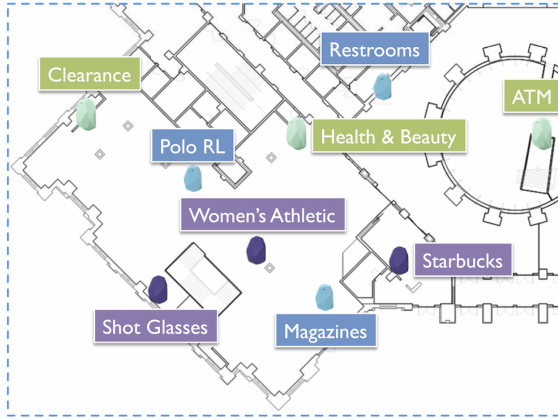 Restrooms
Clearance
ATM
Health & Beauty
Polo RL
Women's Athletic
Starbucks
Shot Glasses
Magazines